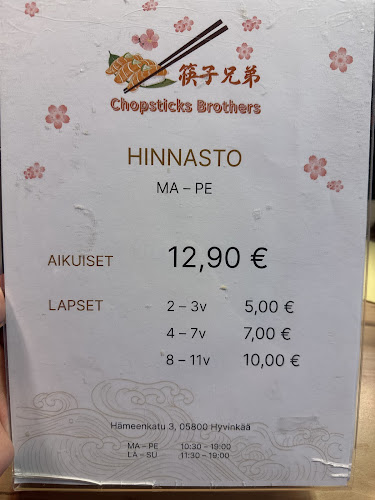 筷子兄弟
Chopsticks Brothers
HINNASTO
MA – PE
AIKUISET 12,90 €
LAPSET 2 – 3v 5,00 €
4 – 7v 7,00 €
8 – 11v 10,00 €
Hämeenkatu 3, 05800 Hyvinkää
MA – PE 10:30 – 19:00
LA – SU 11:30 – 19:00